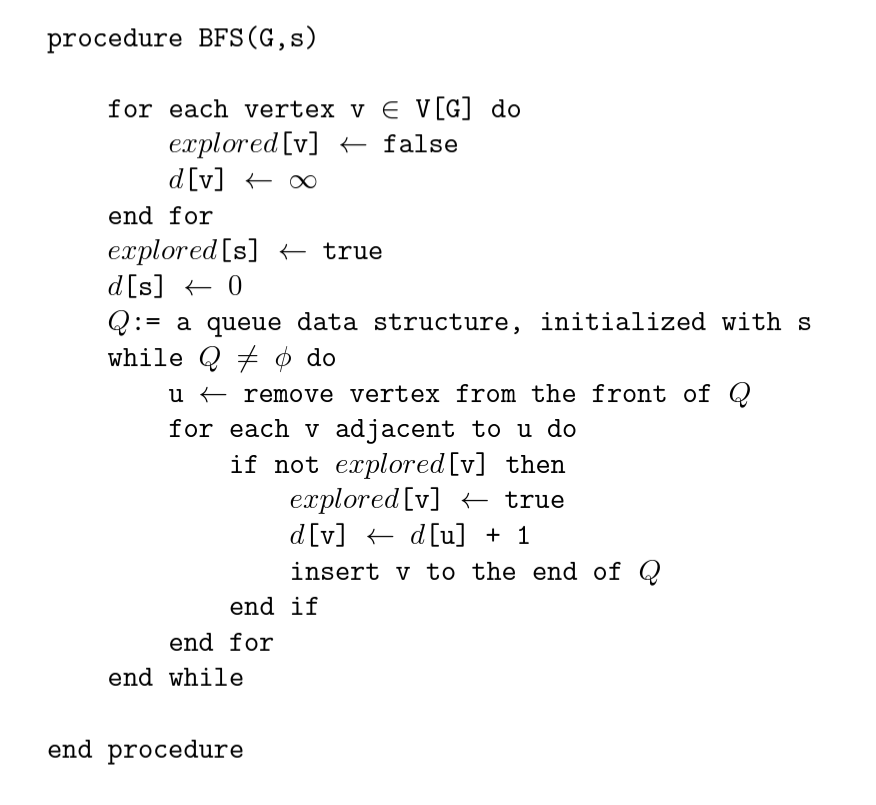 procedure BFS(G,s)
for each vertex v ∈ V[G] do
explored[v] ← false
d[v] ← ∞
end for
explored[s] ← true
d[s] ← 0
Q:= a queue data structure, initialized with s
while Q ≠ ϕ do
u ← remove vertex from the front of Q
for each v adjacent to u do
if not explored[v] then
explored[v] ← true
d[v] ← d[u] + 1
insert v to the end of Q
end if
end for
end while
end procedure